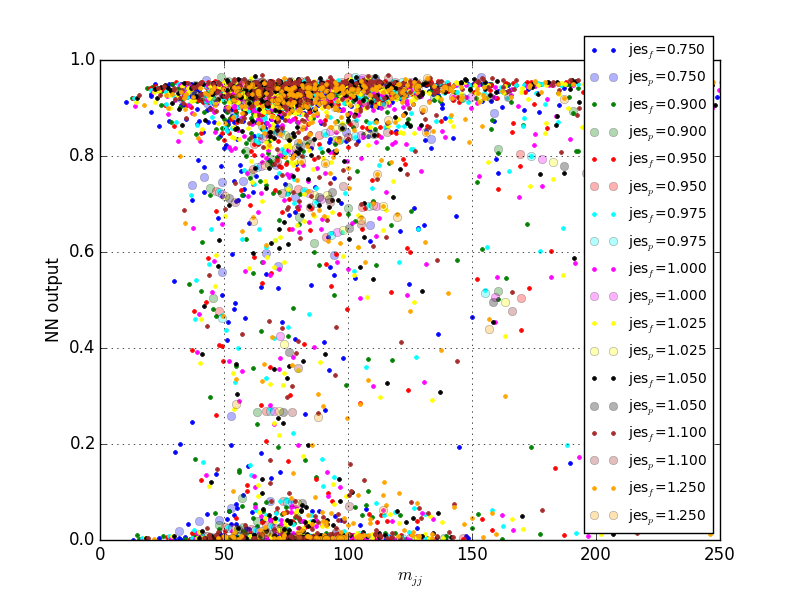 1.0
0.8
0.6
0.4
0.2
0.0
NN output
0
50
100
150
200
250
m_jj
jes_f=0.750
jes_p=0.750
jes_f=0.900
jes_p=0.900
jes_f=0.950
jes_p=0.950
jes_f=0.975
jes_p=0.975
jes_f=1.000
jes_p=1.000
jes_f=1.025
jes_p=1.025
jes_f=1.050
jes_p=1.050
jes_f=1.100
jes_p=1.100
jes_f=1.250
jes_p=1.250